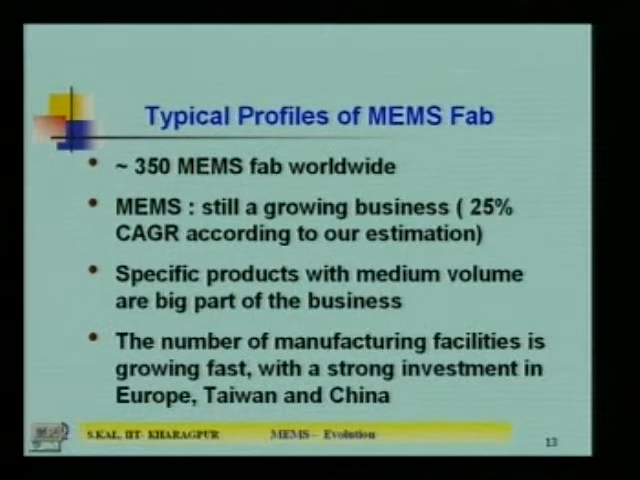 Typical Profiles of MEMS Fab
• ~ 350 MEMS fab worldwide
• MEMS : still a growing business ( 25%
CAGR according to our estimation)
• Specific products with medium volume
are big part of the business
• The number of manufacturing facilities is
growing fast, with a strong investment in
Europe, Taiwan and China
S.KAL, IIT- KHARAGPUR MEMS – Evolution 13